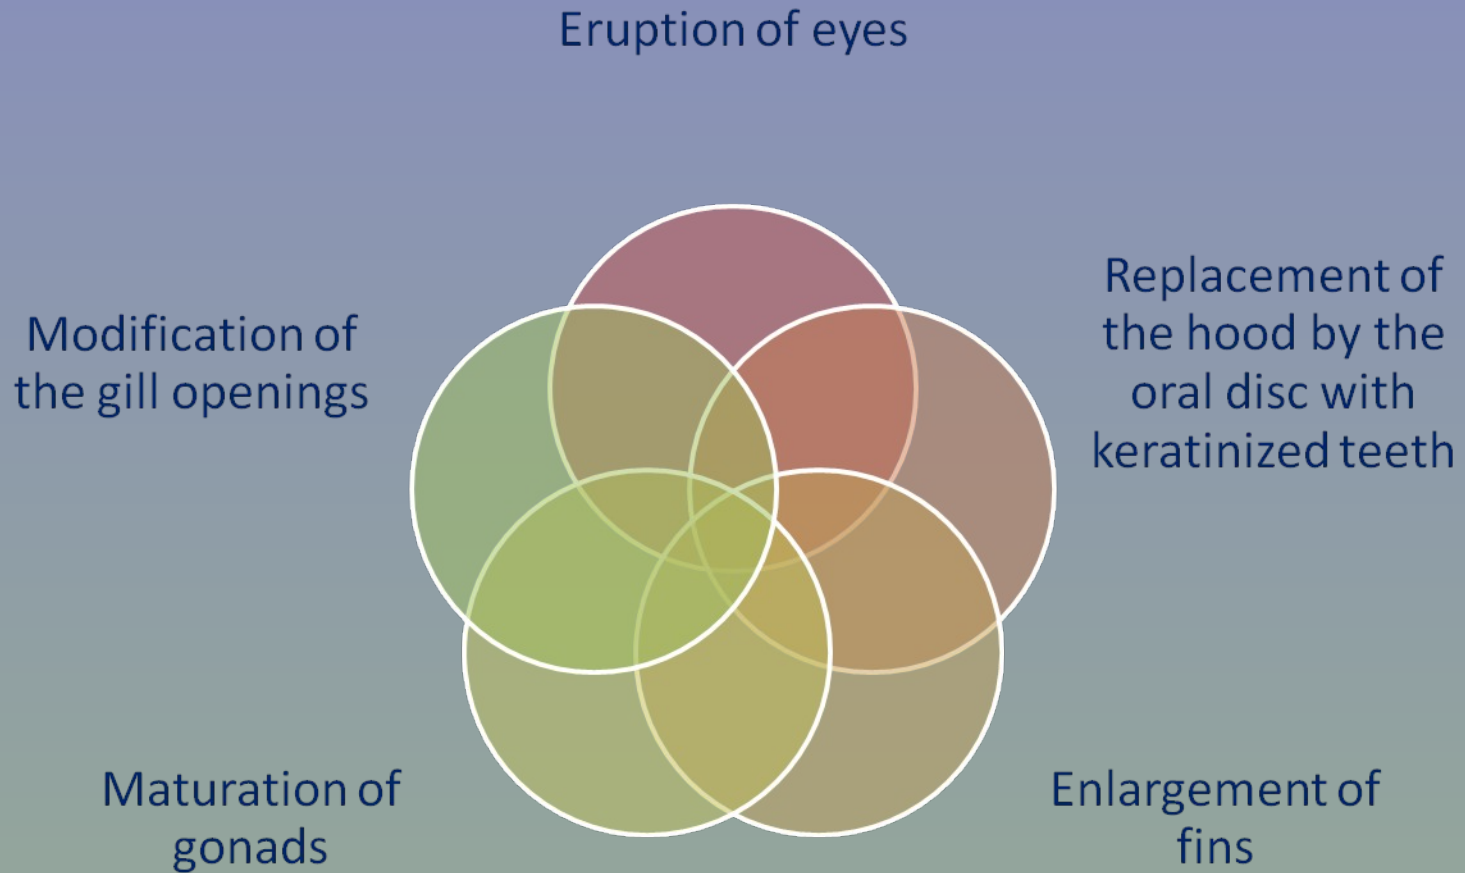 Eruption of eyes
Replacement of
the hood by the
oral disc with
keratinized teeth
Enlargement of
fins
Maturation of
gonads
Modification of
the gill openings